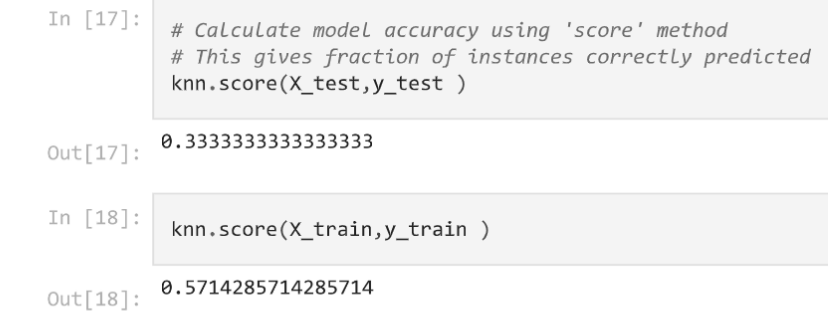 In [17]:
# Calculate model accuracy using 'score' method
# This gives fraction of instances correctly predicted
knn.score(X_test,y_test )
Out[17]:
0.3333333333333333
In [18]:
knn.score(X_train,y_train )
Out[18]:
0.5714285714285714